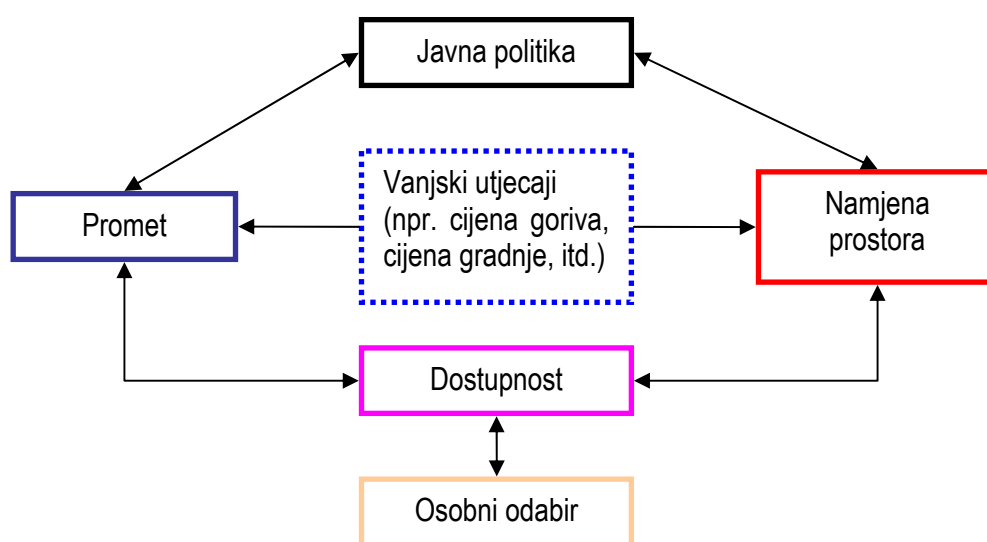 Javna politika
Vanjski utjecaji
(npr. cijena goriva,
cijena gradnje, itd.)
Promet
Namjena
prostora
Dostupnost
Osobni odabir